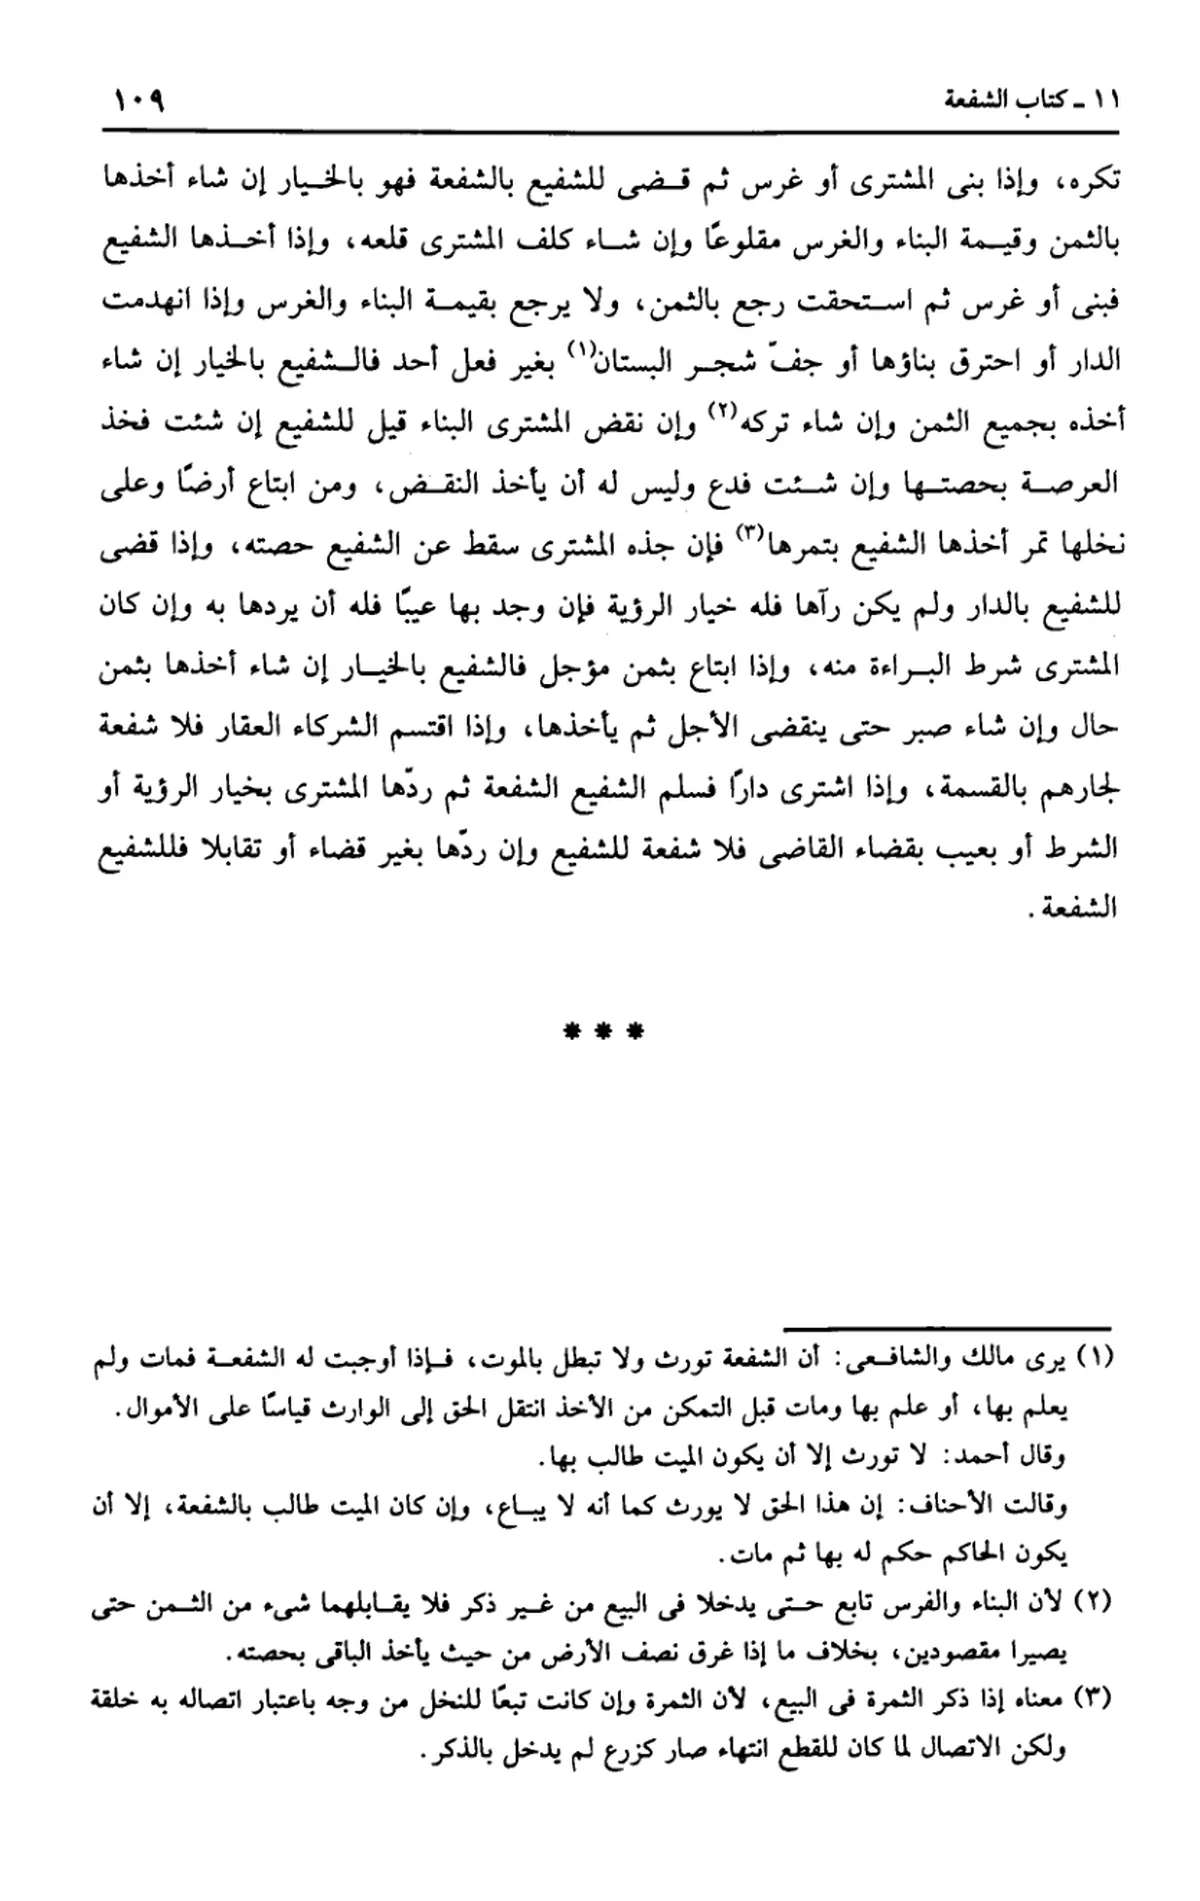 ١١ ـ كتاب الشفعة ١٠٩
تكره، وإذا بنى المشترى أو غرس ثم قضى للشفيع بالشفعة فهو بالخيار إن شاء أخذها
بالثمن وقيمة البناء والغرس مقلوعًا وإن شاء كلف المشترى قلعه، وإذا أخذها الشفيع
فبنى أو غرس ثم استحقت رجع بالثمن، ولا يرجع بقيمة البناء والغرس وإذا انهدمت
الدار أو احترق بناؤها أو جفّ شجر البستان(١) بغير فعل أحد فالشفيع بالخيار إن شاء
أخذه بجميع الثمن وإن شاء تركه(٢) وإن نقض المشترى البناء قيل للشفيع إن شئت فخذ
العرصة بحصتها وإن شئت فدع وليس له أن يأخذ النقض، ومن ابتاع أرضًا وعلى
نخلها تمر أخذها الشفيع بتمرها(٣) فإن جذه المشترى سقط عن الشفيع حصته، وإذا قضى
للشفيع بالدار ولم يكن رآها فله خيار الرؤية فإن وجد بها عيبًا فله أن يردها به وإن كان
المشترى شرط البراءة منه، وإذا ابتاع بثمن مؤجل فالشفيع بالخيار إن شاء أخذها بثمن
حال وإن شاء صبر حتى ينقضى الأجل ثم يأخذها، وإذا اقتسم الشركاء العقار فلا شفعة
لجارهم بالقسمة، وإذا اشترى دارًا فسلم الشفيع الشفعة ثم ردّها المشترى بخيار الرؤية أو
الشرط أو بعيب بقضاء القاضى فلا شفعة للشفيع وإن ردّها بغير قضاء أو تقابلا فللشفيع
الشفعة.
* * *
(١) يرى مالك والشافعى: أن الشفعة تورث ولا تبطل بالموت، فإذا أوجبت له الشفعة فمات ولم
يعلم بها، أو علم بها ومات قبل التمكن من الأخذ انتقل الحق إلى الوارث قياسًا على الأموال.
وقال أحمد: لا تورث إلا أن يكون الميت طالب بها.
وقالت الأحناف: إن هذا الحق لا يورث كما أنه لا يباع، وإن كان الميت طالب بالشفعة، إلا أن
يكون الحاكم حكم له بها ثم مات.
(٢) لأن البناء والفرس تابع حتى يدخلا فى البيع من غير ذكر فلا يقابلهما شىء من الثمن حتى
يصيرا مقصودين، بخلاف ما إذا غرق نصف الأرض من حيث يأخذ الباقى بحصته.
(٣) معناه إذا ذكر الثمرة فى البيع، لأن الثمرة وإن كانت تبعًا للنخل من وجه باعتبار اتصاله به خلقة
ولكن الاتصال لما كان للقطع انتهاء صار كزرع لم يدخل بالذكر.